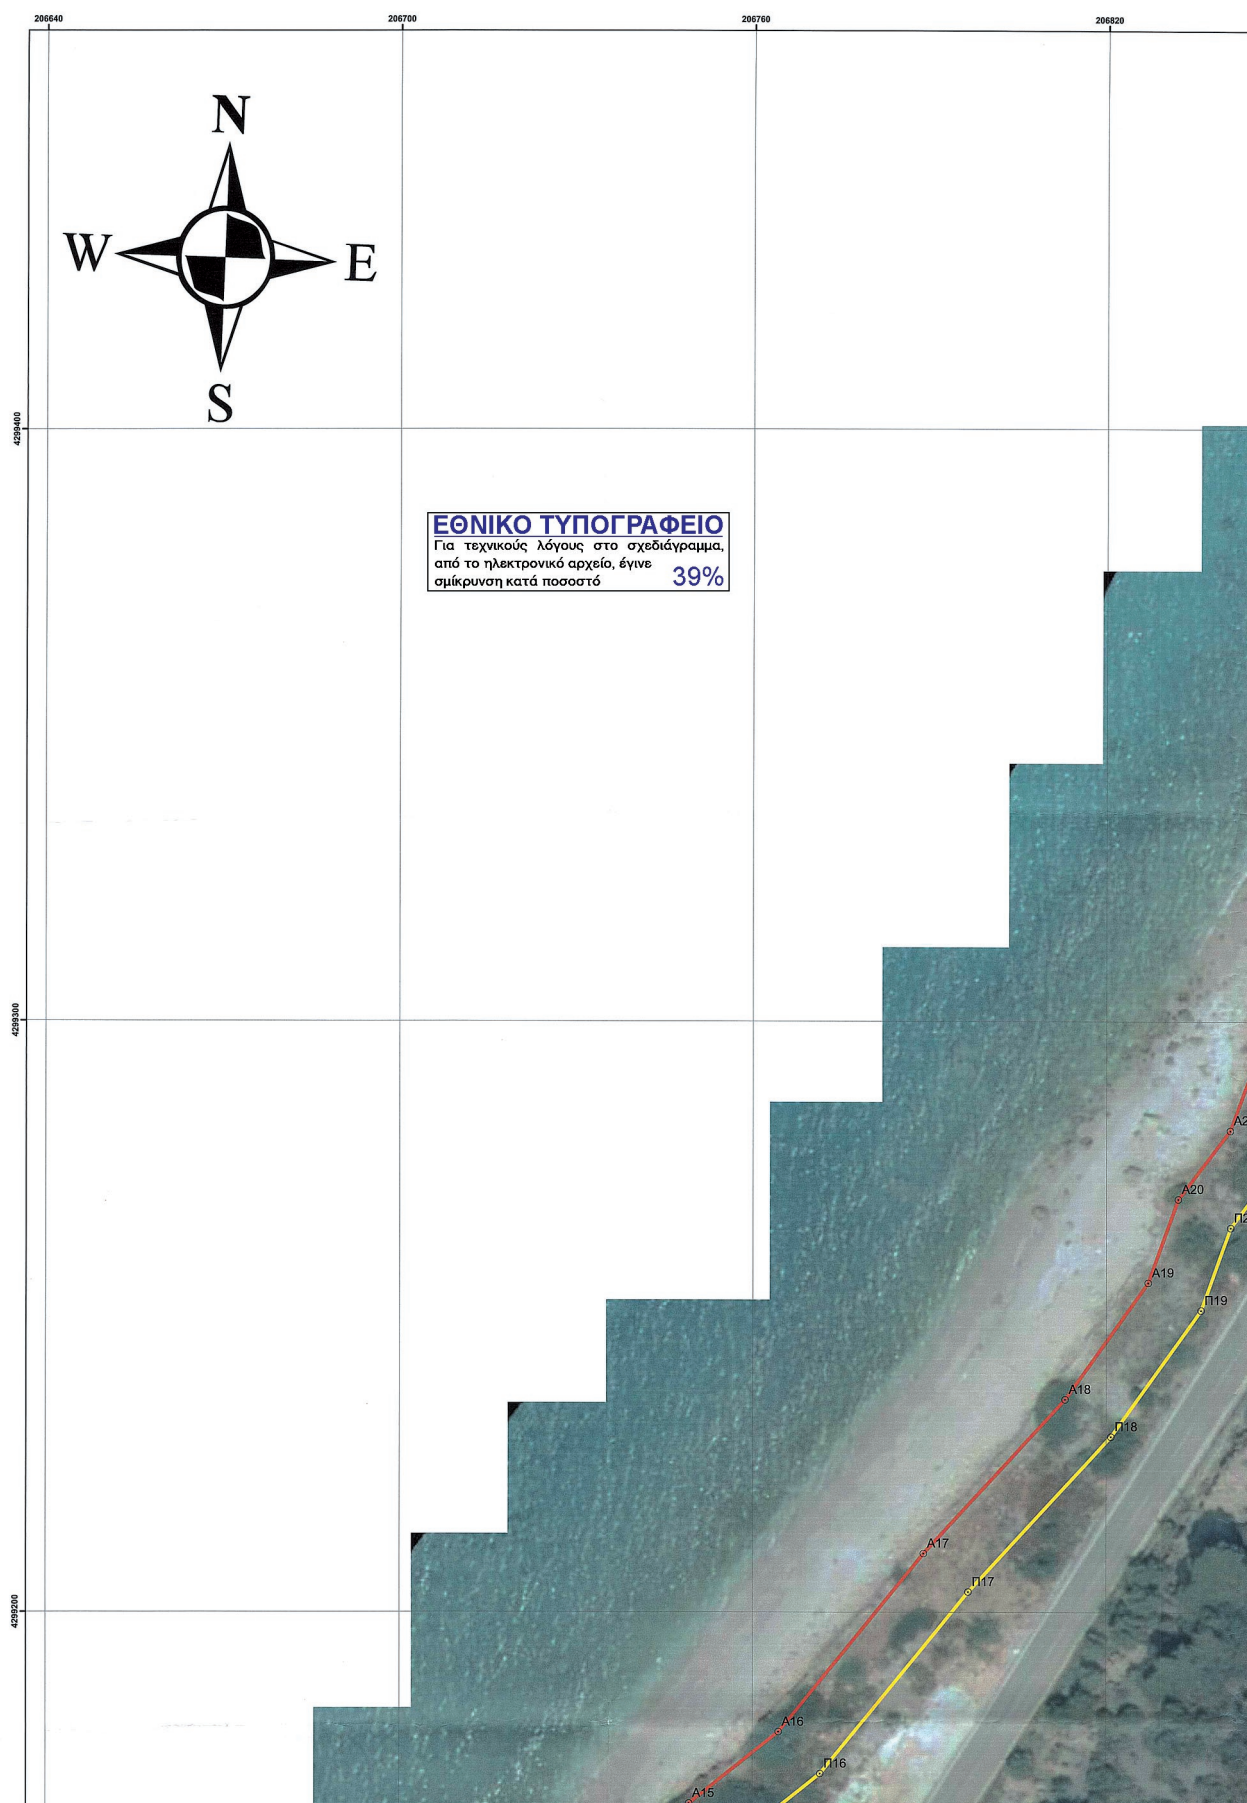 206640
206700
206760
206820
N
W
E
S
4299400
ΕΘΝΙΚΟ ΤΥΠΟΓΡΑΦΕΙΟ
Για τεχνικούς λόγους στο σχεδιάγραμμα,
από το ηλεκτρονικό αρχείο, έγινε
σμίκρυνση κατά ποσοστό 39%
4299300
A20
Π2
A19
Π19
A18
Π18
A17
Π17
4299200
A16
Π16
A15